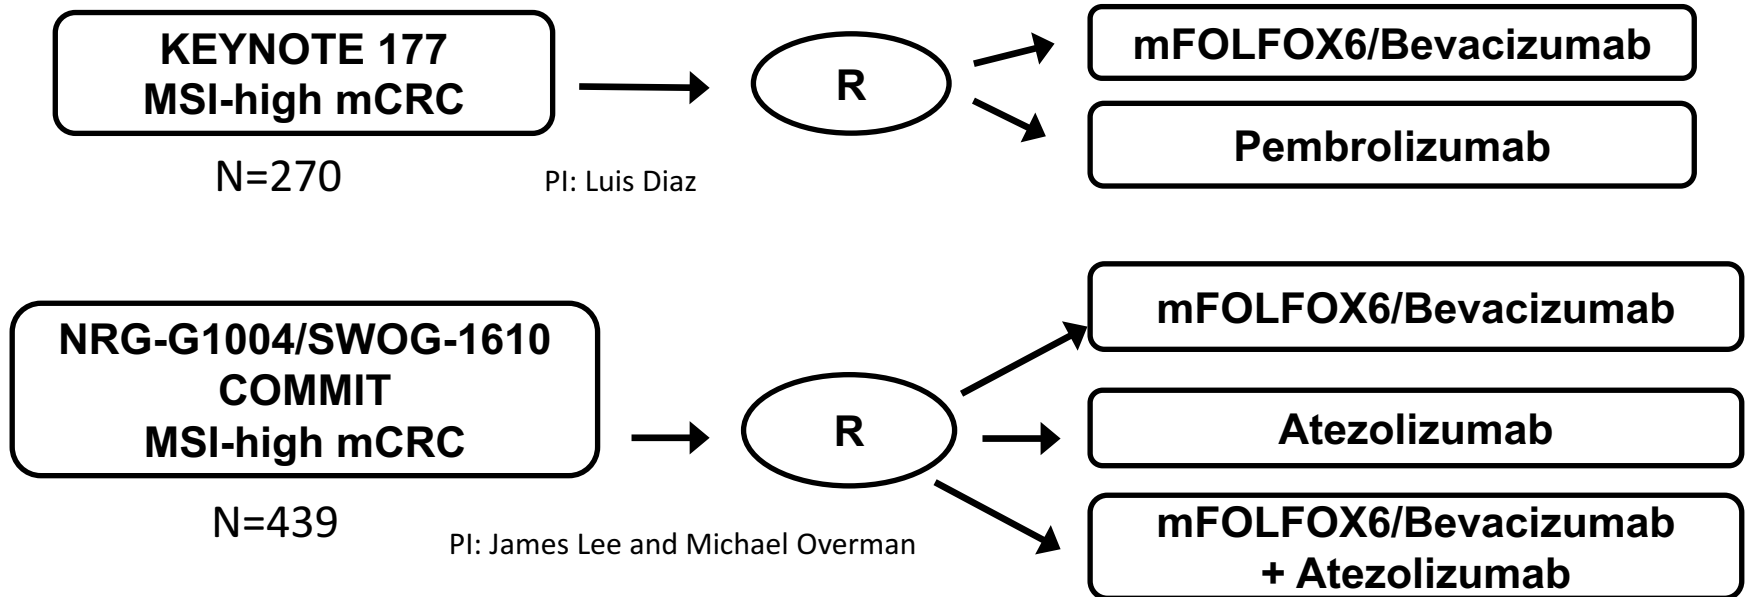 KEYNOTE 177
MSI-high mCRC
N=270
PI: Luis Diaz
R
mFOLFOX6/Bevacizumab
Pembrolizumab
NRG-G1004/SWOG-1610
COMMIT
MSI-high mCRC
N=439
PI: James Lee and Michael Overman
R
mFOLFOX6/Bevacizumab
Atezolizumab
mFOLFOX6/Bevacizumab
+ Atezolizumab